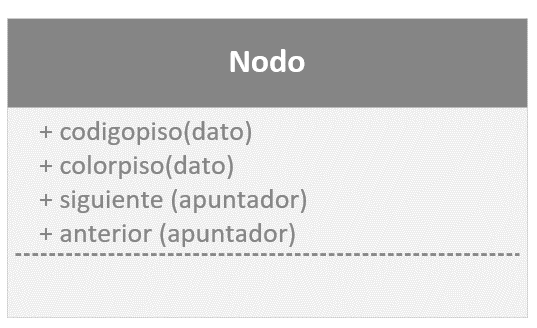 Nodo
+ codigopiso(dato)
+ colorpiso(dato)
+ siguiente (apuntador)
+ anterior (apuntador)